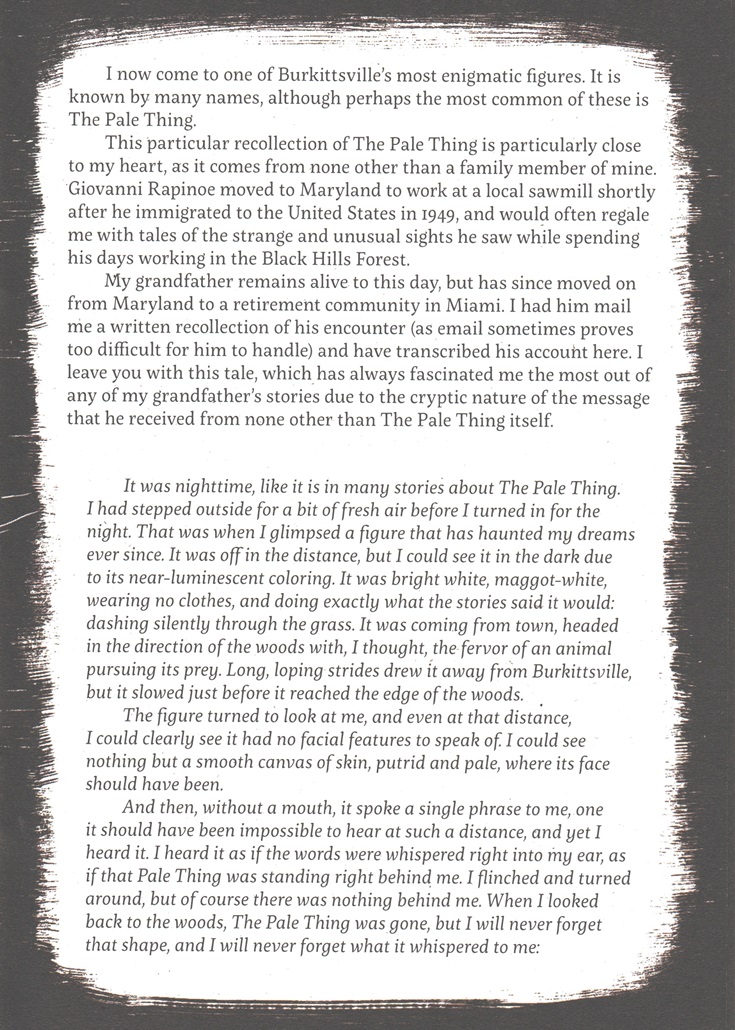 I now come to one of Burkittsville's most enigmatic figures. It is
known by many names, although perhaps the most common of these is
The Pale Thing.
This particular recollection of The Pale Thing is particularly close
to my heart, as it comes from none other than a family member of mine.
Giovanni Rapinoe moved to Maryland to work at a local sawmill shortly
after he immigrated to the United States in 1949, and would often regale
me with tales of the strange and unusual sights he saw while spending
his days working in the Black Hills Forest.
My grandfather remains alive to this day, but has since moved on
from Maryland to a retirement community in Miami. I had him mail
me a written recollection of his encounter (as email sometimes proves
too difficult for him to handle) and have transcribed his account here. I
leave you with this tale, which has always fascinated me the most out of
any of my grandfather's stories due to the cryptic nature of the message
that he received from none other than The Pale Thing itself.
It was nighttime, like it is in many stories about The Pale Thing.
I had stepped outside for a bit of fresh air before I turned in for the
night. That was when I glimpsed a figure that has haunted my dreams
ever since. It was off in the distance, but I could see it in the dark due
to its near-luminescent coloring. It was bright white, maggot-white,
wearing no clothes, and doing exactly what the stories said it would:
dashing silently through the grass. It was coming from town, headed
in the direction of the woods with, I thought, the fervor of an animal
pursuing its prey. Long, loping strides drew it away from Burkittsville,
but it slowed just before it reached the edge of the woods.
The figure turned to look at me, and even at that distance,
I could clearly see it had no facial features to speak of. I could see
nothing but a smooth canvas of skin, putrid and pale, where its face
should have been.
And then, without a mouth, it spoke a single phrase to me, one
it should have been impossible to hear at such a distance, and yet I
heard it. I heard it as if the words were whispered right into my ear, as
if that Pale Thing was standing right behind me. I flinched and turned
around, but of course there was nothing behind me. When I looked
back to the woods, The Pale Thing was gone, but I will never forget
that shape, and I will never forget what it whispered to me: